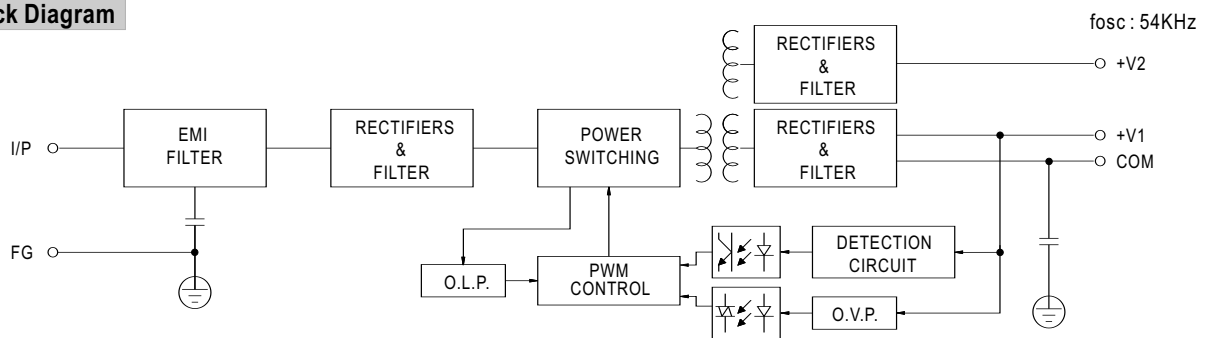 ck Diagram
fosc : 54KHz
RECTIFIERS
&
FILTER
+V2
I/P
EMI
FILTER
RECTIFIERS
&
FILTER
POWER
SWITCHING
RECTIFIERS
&
FILTER
+V1
COM
FG
O.L.P.
PWM
CONTROL
DETECTION
CIRCUIT
O.V.P.